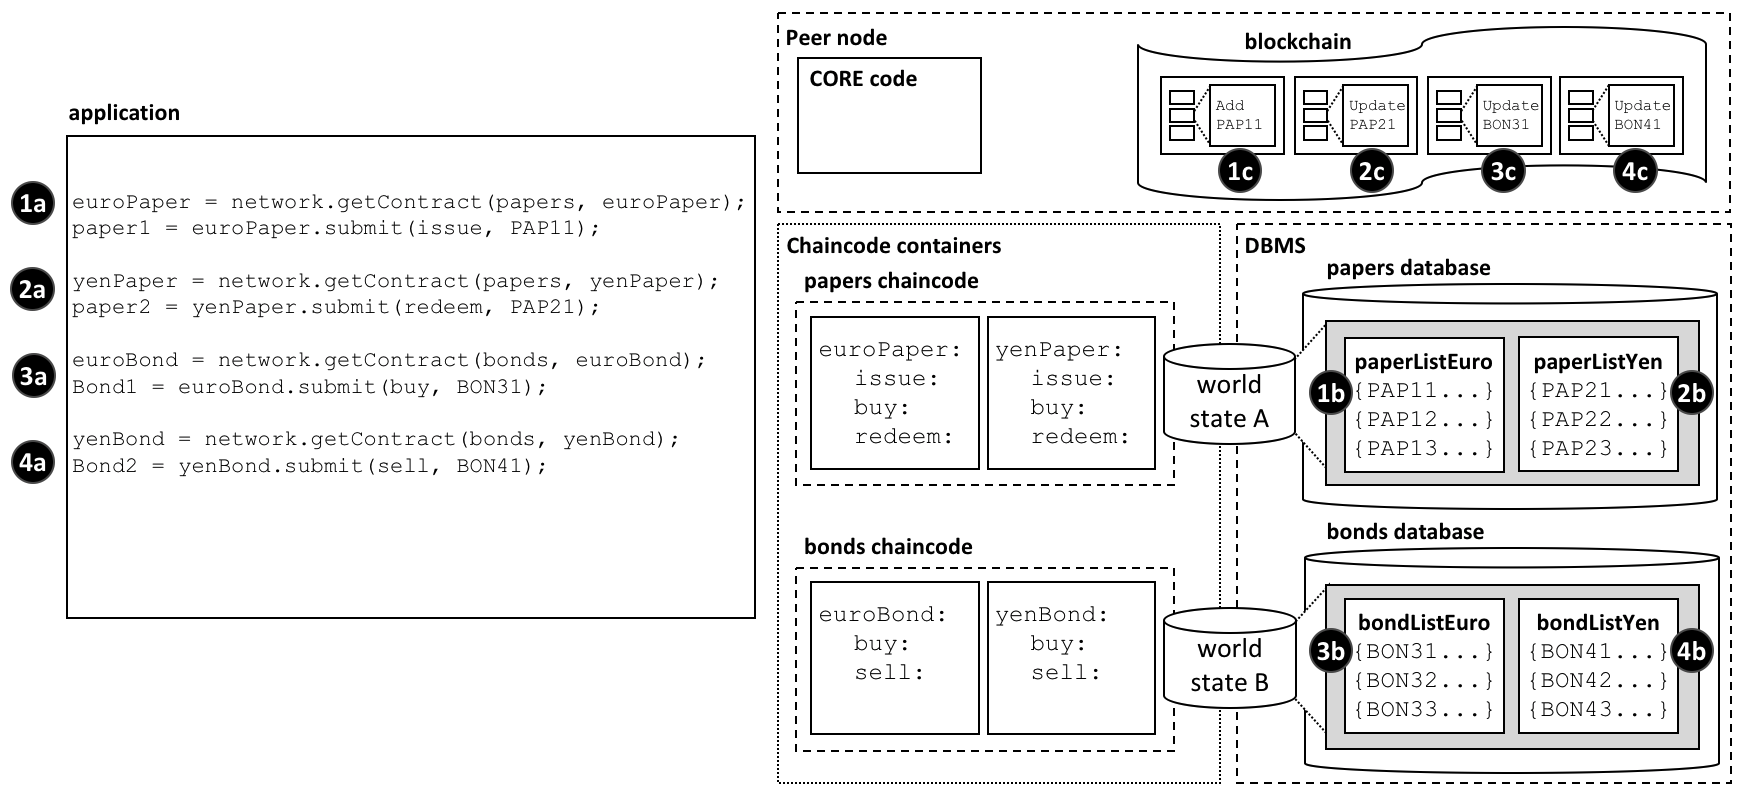 application
1a
euroPaper = network.getContract(papers, euroPaper);
paper1 = euroPaper.submit(issue, PAP11);
2a
yenPaper = network.getContract(papers, yenPaper);
paper2 = yenPaper.submit(redeem, PAP21);
3a
euroBond = network.getContract(bonds, euroBond);
Bond1 = euroBond.submit(buy, BON31);
4a
yenBond = network.getContract(bonds, yenBond);
Bond2 = yenBond.submit(sell, BON41);
Peer node
CORE code
blockchain
Add
PAP11
1c
Update
PAP21
2c
Update
BON31
3c
Update
BON41
4c
Chaincode containers
papers chaincode
euroPaper:
issue:
buy:
redeem:
yenPaper:
issue:
buy:
redeem:
world
state A
bonds chaincode
euroBond:
buy:
sell:
yenBond:
buy:
sell:
world
state B
DBMS
papers database
1b
paperListEuro
{PAP11...}
{PAP12...}
{PAP13...}
paperListYen
{PAP21...}
{PAP22...}
{PAP23...}
2b
bonds database
3b
bondListEuro
{BON31...}
{BON32...}
{BON33...}
bondListYen
{BON41...}
{BON42...}
{BON43...}
4b